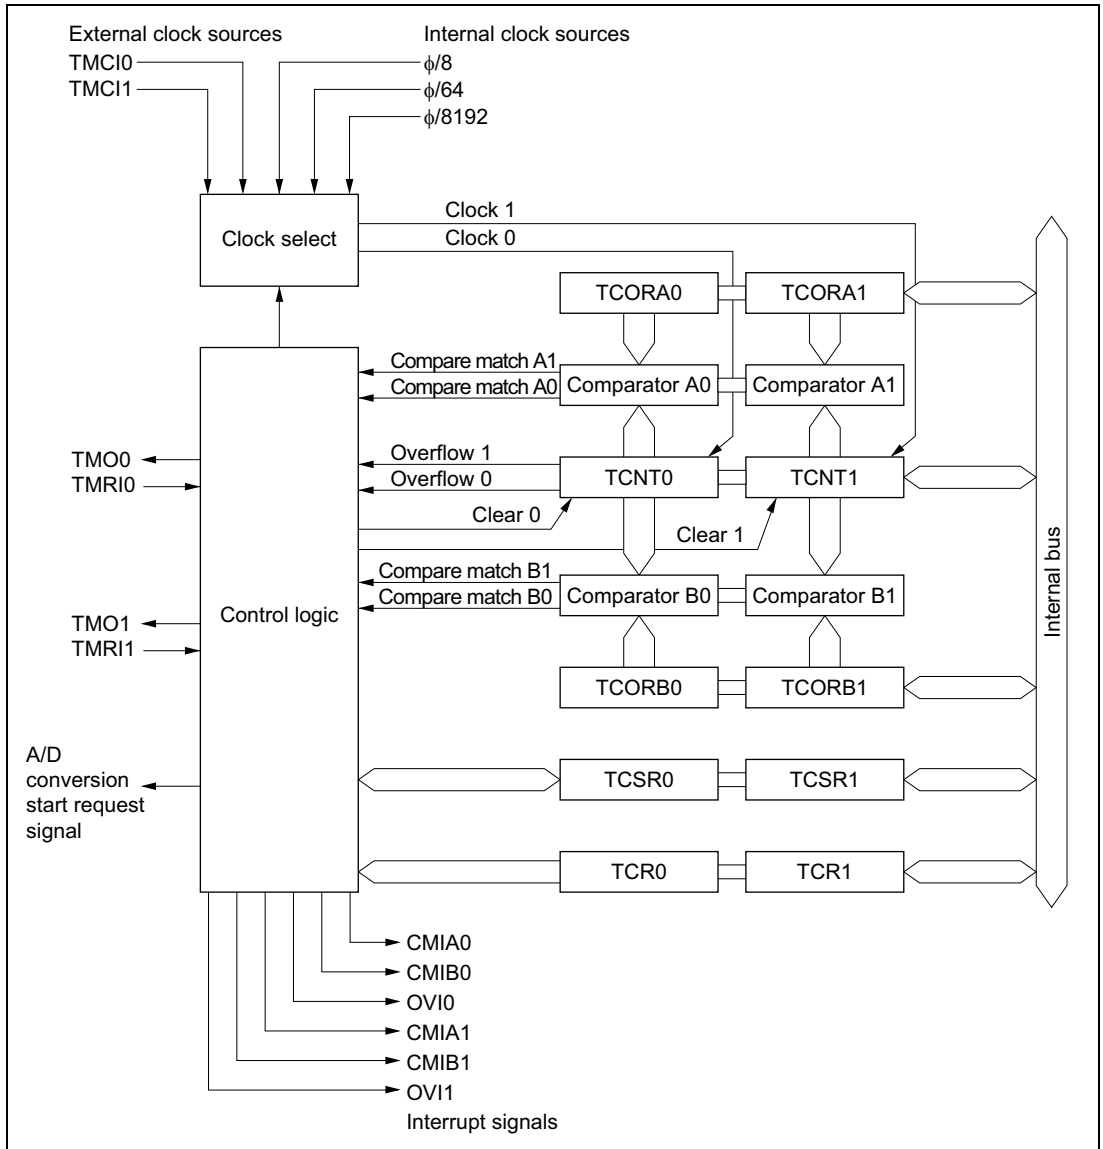 External clock sources
Internal clock sources
TMCI0
TMCI1
ϕ/8
ϕ/64
ϕ/8192
Clock select
Clock 1
Clock 0
TCORA0
TCORA1
Compare match A1
Compare match A0
Comparator A0
Comparator A1
TMO0
TMRI0
Overflow 1
Overflow 0
TCNT0
TCNT1
Clear 0
Clear 1
Internal bus
Compare match B1
Compare match B0
Comparator B0
Comparator B1
Control logic
TMO1
TMRI1
TCORB0
TCORB1
A/D
conversion
start request
signal
TCSR0
TCSR1
TCR0
TCR1
CMIA0
CMIB0
OVI0
CMIA1
CMIB1
OVI1
Interrupt signals